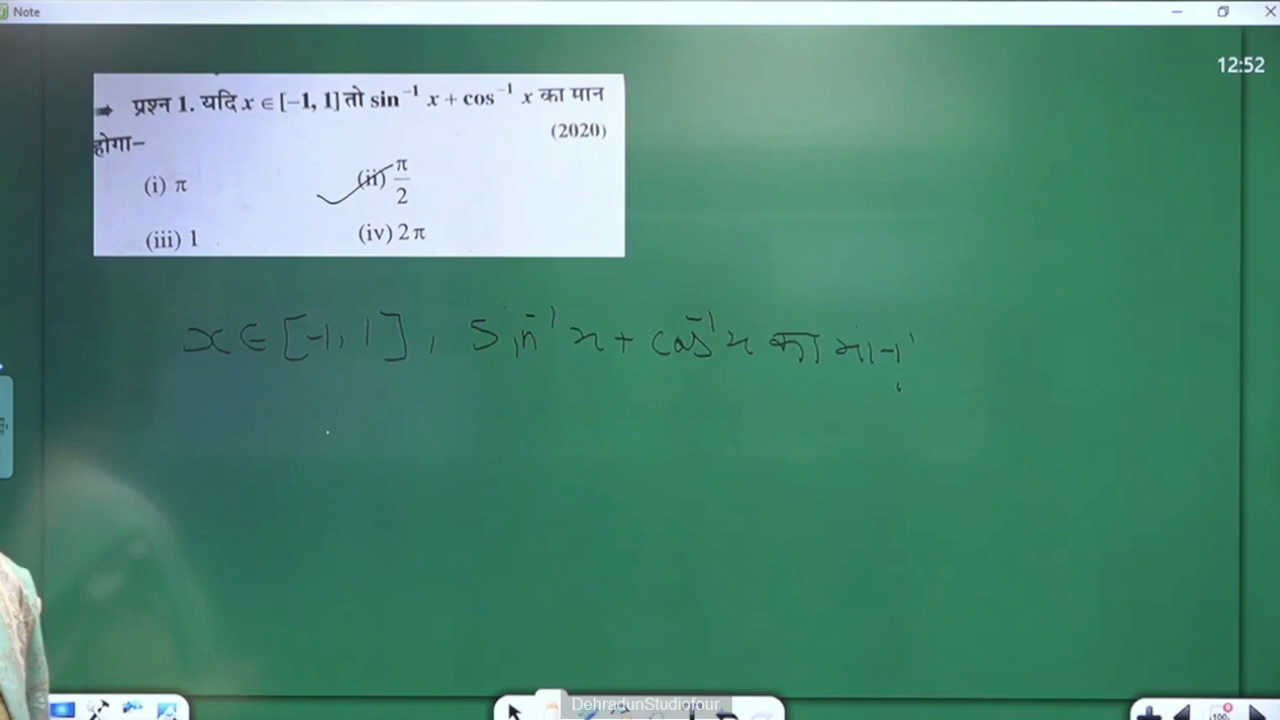 Note
12:52
प्रश्न 1. यदि x ∈ [−1, 1] तो sin⁻¹ x + cos⁻¹ x का मान
होगा−
(2020)
(i) π
(ii) π/2
(iii) 1
(iv) 2π
x ∈ [-1, 1], Sin⁻¹ x + cos⁻¹ x का मान
DehradunStudiofour